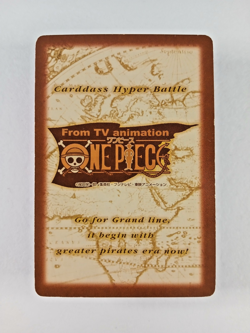 Carddass Hyper Battle
From TV animation
ワンピース
ONE PIECE
Go for Grand line,
it begin with
greater pirates era now!